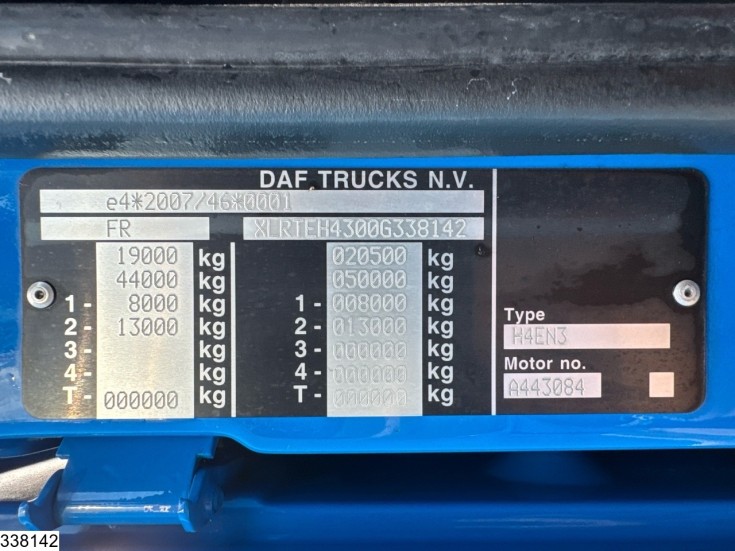 DAF TRUCKS N.V.
e4*2007/46*0001
FR XLRTEH4300G338142
19000 kg 020500 kg
44000 kg 050000 kg
1- 8000 kg 1- 008000 kg
2- 13000 kg 2- 013000 kg
3- kg 3- 000000 kg
4- kg 4- 000000 kg
T- 000000 kg T- 000000 kg
Type
H4EN3
Motor no.
A443084
338142